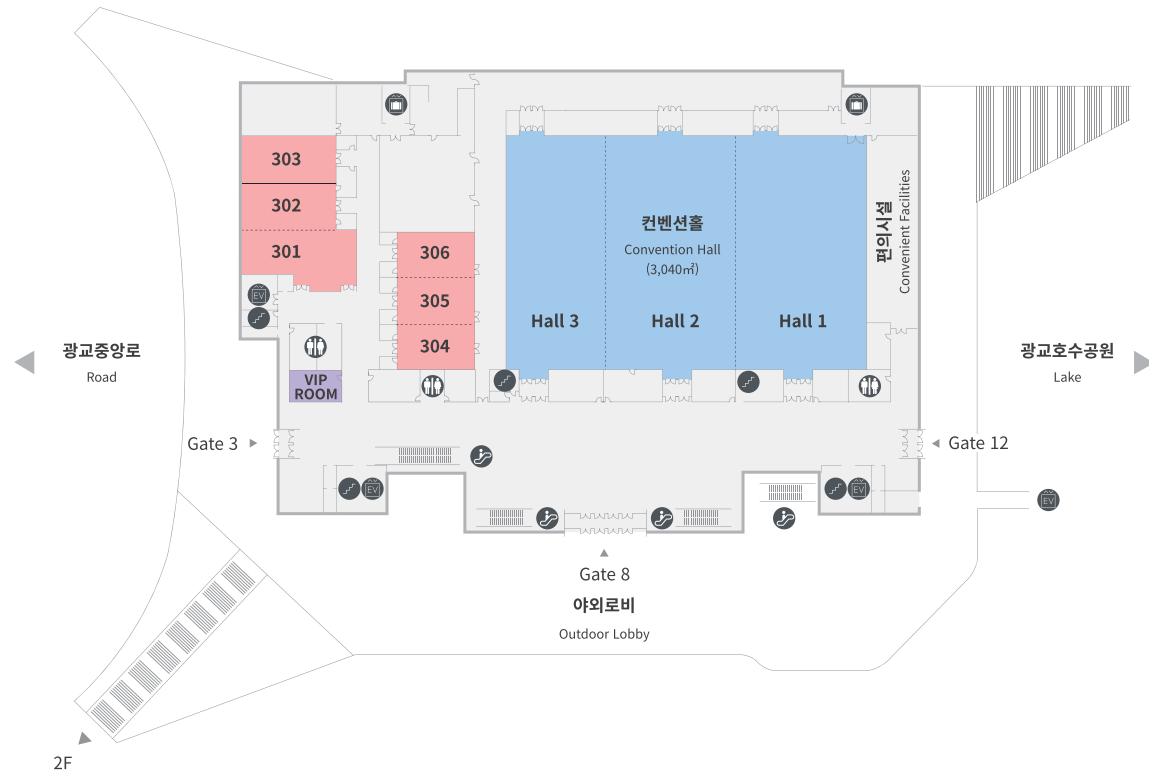 303
302
301
306
305
304
컨벤션홀
Convention Hall
(3,040㎡)
Hall 3
Hall 2
Hall 1
편의시설
Convenient Facilities
EV
VIP
ROOM
광교중앙로
Road
광교호수공원
Lake
Gate 3
Gate 12
EV
EV
EV
Gate 8
야외로비
Outdoor Lobby
2F